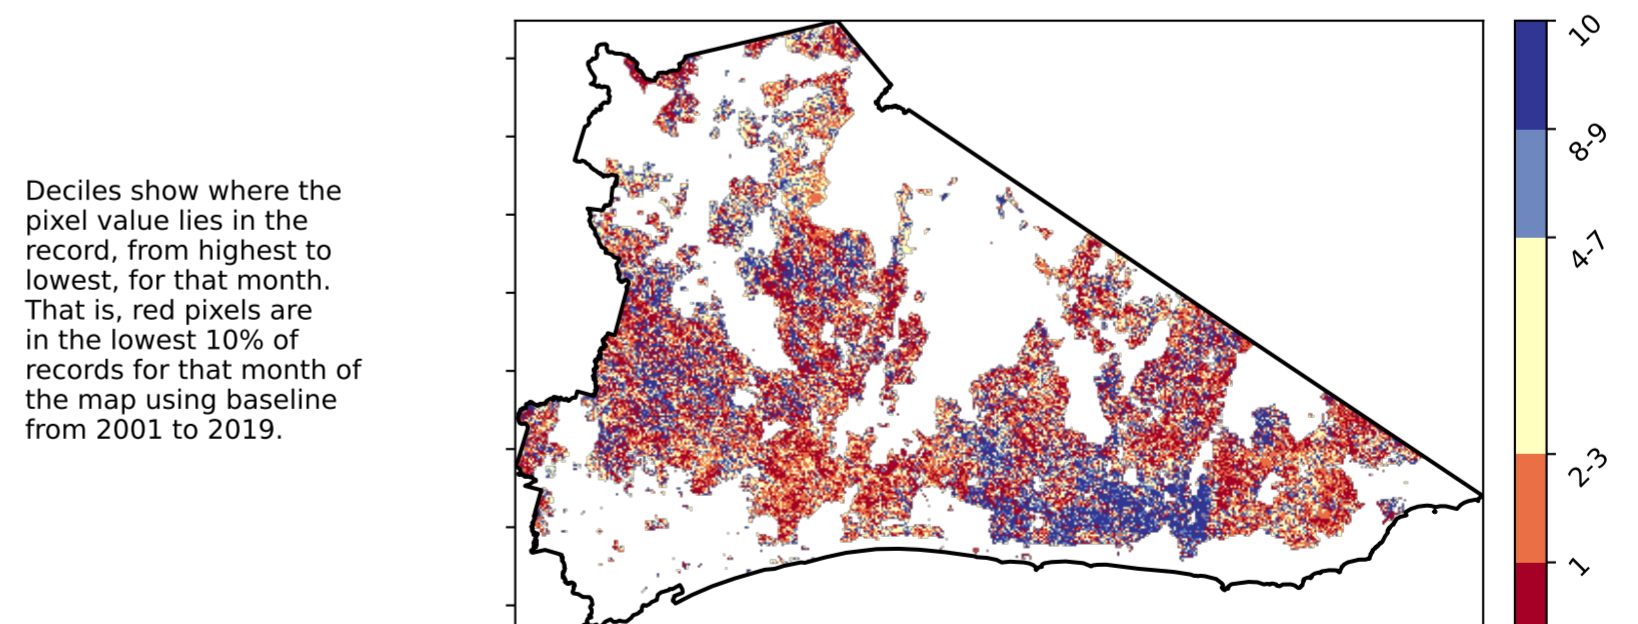 Deciles show where the
pixel value lies in the
record, from highest to
lowest, for that month.
That is, red pixels are
in the lowest 10% of
records for that month of
the map using baseline
from 2001 to 2019.
10
8-9
4-7
2-3
1